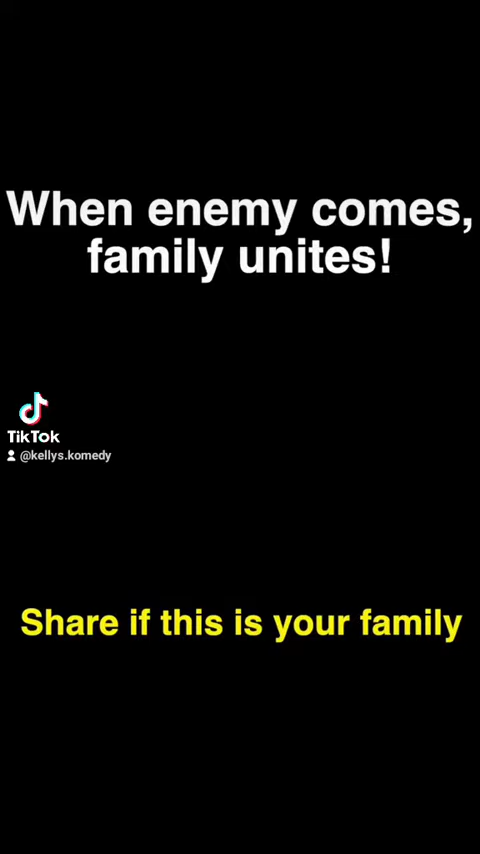 When enemy comes,
family unites!
TikTok
@kellys.komedy
Share if this is your family